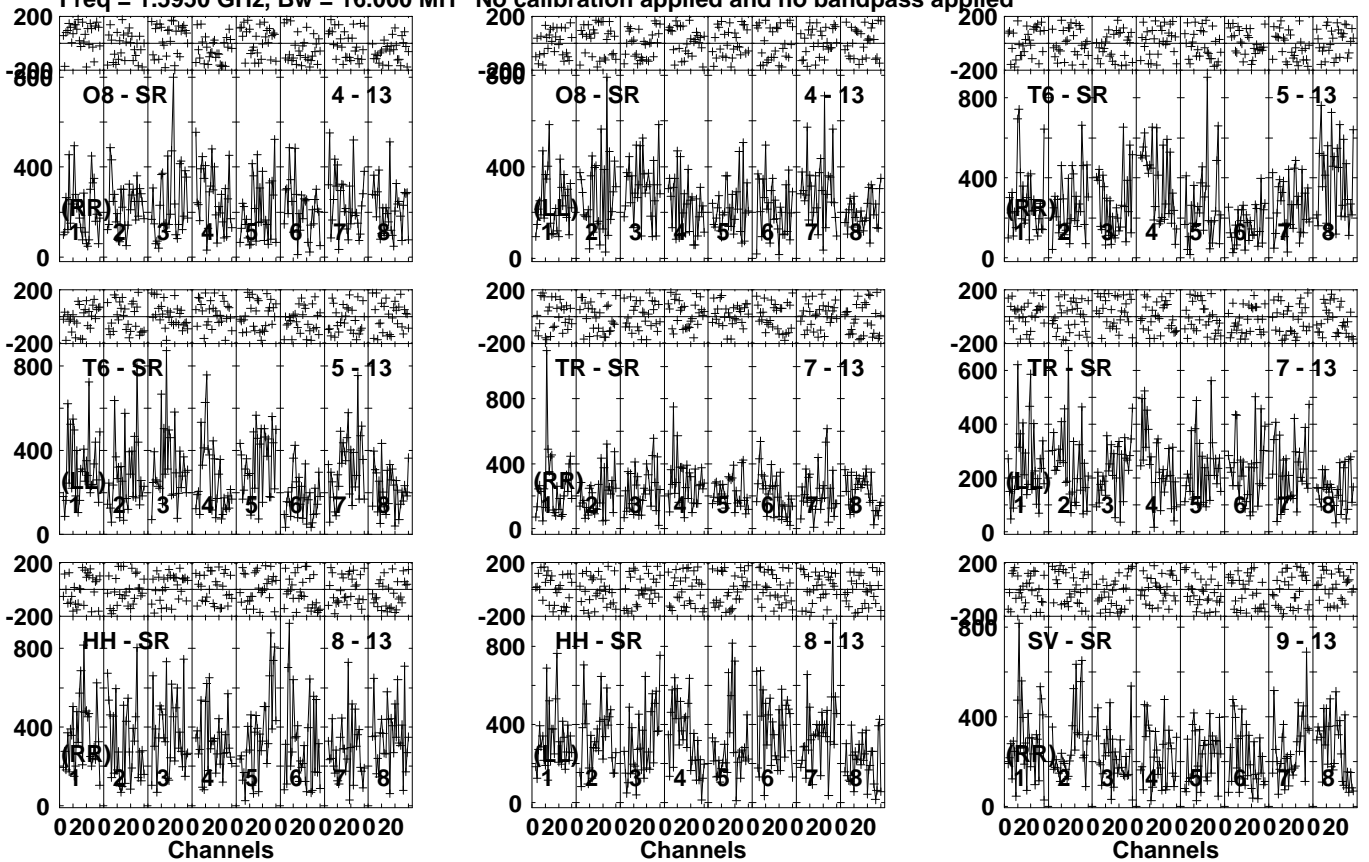 Freq = 1.5950 GHz, Bw = 16.000 MH No calibration applied and no bandpass applied
200 200 200
-200 -200 -200
800 800 800
O8 - SR 4 - 13 O8 - SR 4 - 13 T6 - SR 5 - 13
400 400 400
(RR) (LL) (RR)
1 2 3 4 5 6 7 8 1 2 3 4 5 6 7 8 1 2 3 4 5 6 7 8
0 0 0
200 200 200
-200 -200 -200
T6 - SR 5 - 13 TR - SR 7 - 13 TR - SR 7 - 13
800 800 600
400 400 400
200
(LL) (RR) (LL)
1 2 3 4 5 6 7 8 1 2 3 4 5 6 7 8 1 2 3 4 5 6 7 8
0 0 0
200 200 200
-200 -200 -200
HH - SR 8 - 13 HH - SR 8 - 13 SV - SR 9 - 13
800 800 800
400 400 400
(RR) (LL) (RR)
1 2 3 4 5 6 7 8 1 2 3 4 5 6 7 8 1 2 3 4 5 6 7 8
0 0 0
0 20 0 20 0 20 0 20 0 20 0 20 0 20 0 20 0 20 0 20 0 20 0 20 0 20 0 20 0 20 0 20 0 20 0 20 0 20 0 20 0 20 0 20 0 20 0 20
Channels Channels Channels